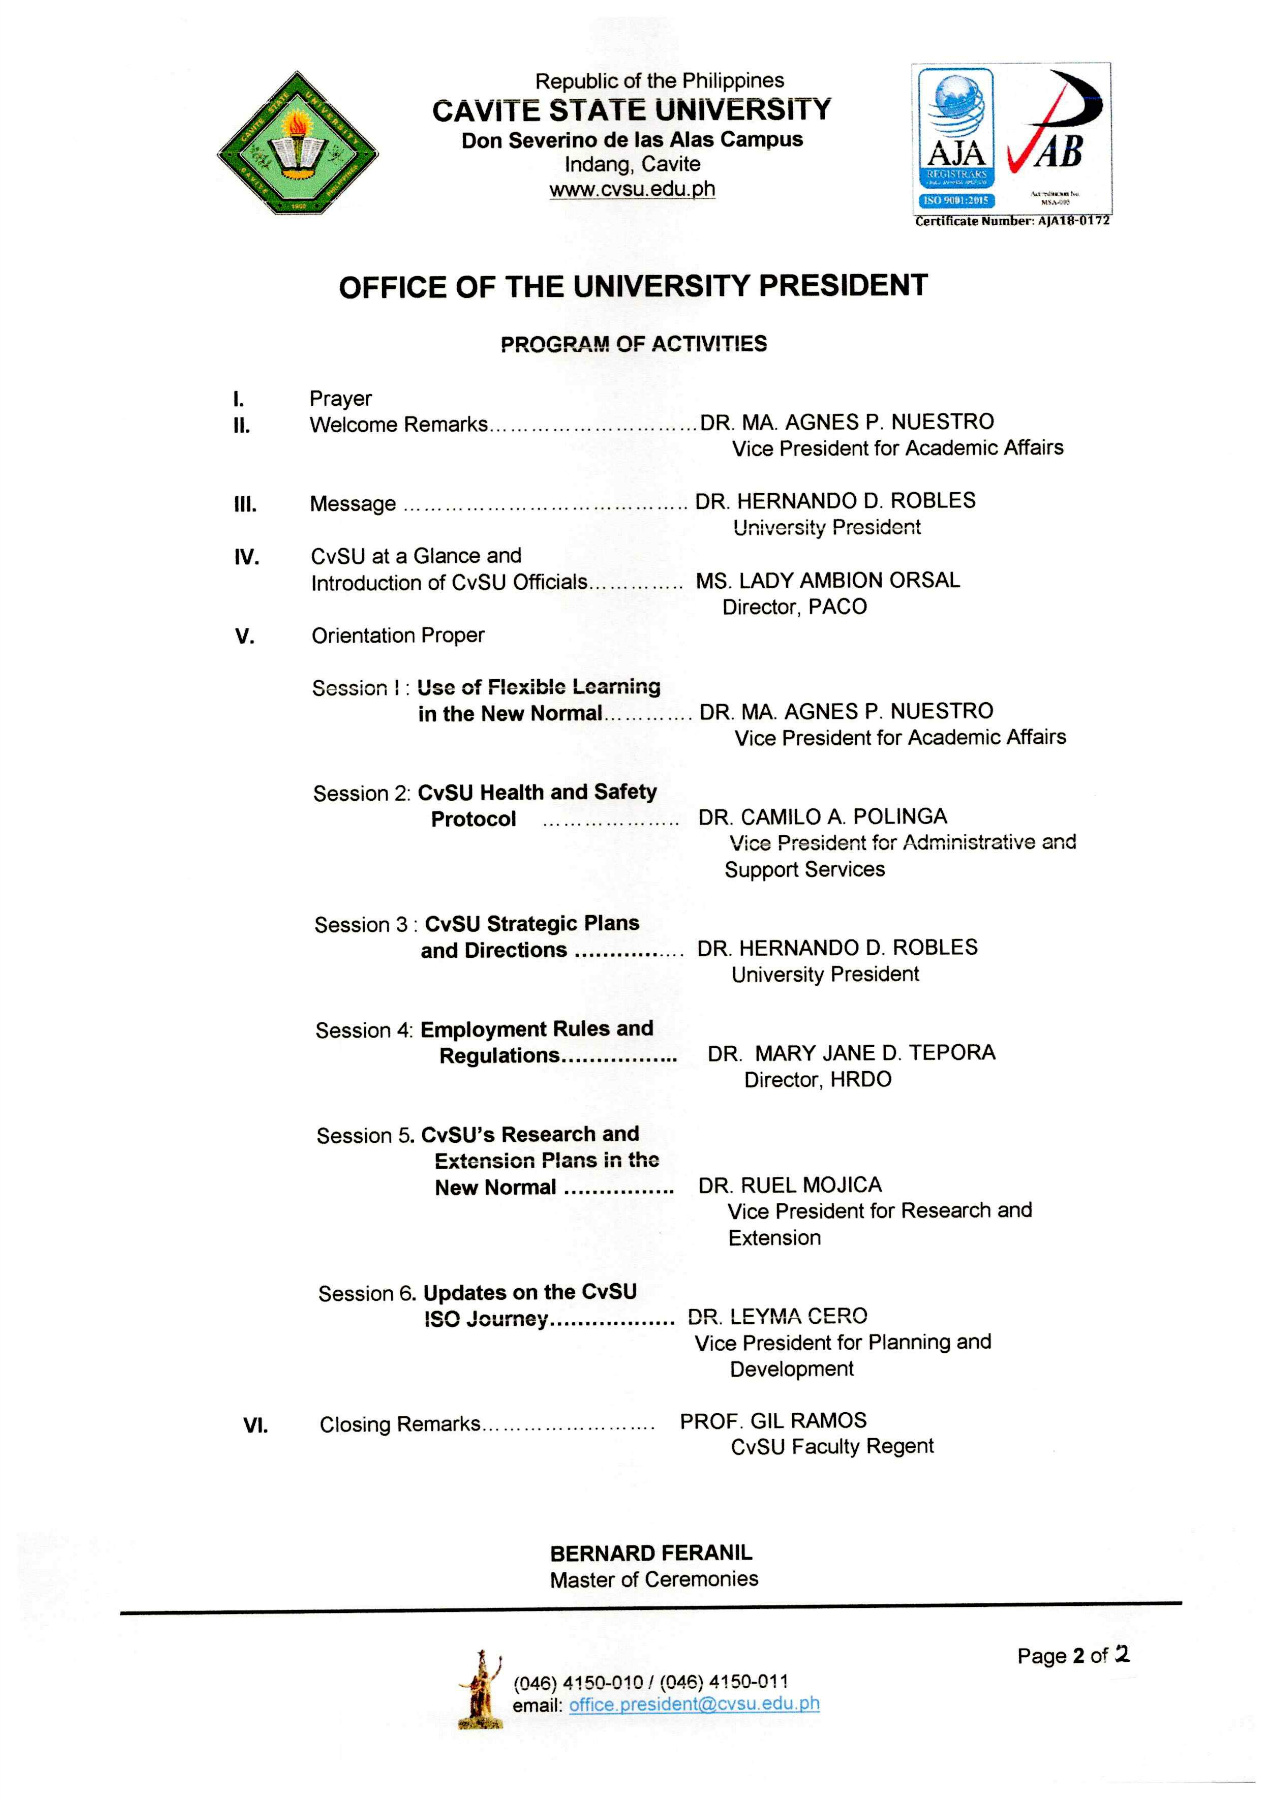 Republic of the Philippines
CAVITE STATE UNIVERSITY
Don Severino de las Alas Campus
Indang, Cavite
www.cvsu.edu.ph
CAVITE STATE UNIVERSITY
CAVITE
PHILIPPINES
1906
AJA
REGISTRARS
ISO 9001:2015
PAB
Accreditation No.
Certificate Number: AJA18-0172
OFFICE OF THE UNIVERSITY PRESIDENT
PROGRAM OF ACTIVITIES
I. Prayer
II. Welcome Remarks.............................. DR. MA. AGNES P. NUESTRO
Vice President for Academic Affairs
III. Message ......................................... DR. HERNANDO D. ROBLES
University President
IV. CvSU at a Glance and
Introduction of CvSU Officials.............. MS. LADY AMBION ORSAL
Director, PACO
V. Orientation Proper
Session I : Use of Flexible Learning
in the New Normal............. DR. MA. AGNES P. NUESTRO
Vice President for Academic Affairs
Session 2: CvSU Health and Safety
Protocol .................... DR. CAMILO A. POLINGA
Vice President for Administrative and
Support Services
Session 3 : CvSU Strategic Plans
and Directions ................ DR. HERNANDO D. ROBLES
University President
Session 4: Employment Rules and
Regulations................. DR. MARY JANE D. TEPORA
Director, HRDO
Session 5. CvSU's Research and
Extension Plans in the
New Normal ................ DR. RUEL MOJICA
Vice President for Research and
Extension
Session 6. Updates on the CvSU
ISO Journey.................. DR. LEYMA CERO
Vice President for Planning and
Development
VI. Closing Remarks......................... PROF. GIL RAMOS
CvSU Faculty Regent
BERNARD FERANIL
Master of Ceremonies
Page 2 of 2
(046) 4150-010 / (046) 4150-011
email: office.president@cvsu.edu.ph